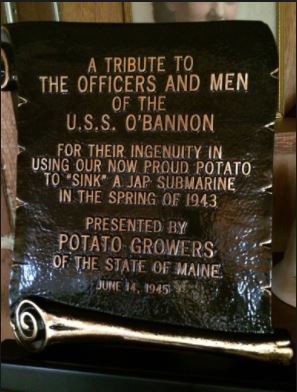 A TRIBUTE TO
THE OFFICERS AND MEN
OF THE
U.S.S. O'BANNON
FOR THEIR INGENUITY IN
USING OUR NOW PROUD POTATO
TO "SINK" A JAP SUBMARINE
IN THE SPRING OF 1943
PRESENTED BY
POTATO GROWERS
OF THE STATE OF MAINE
JUNE 14, 1945